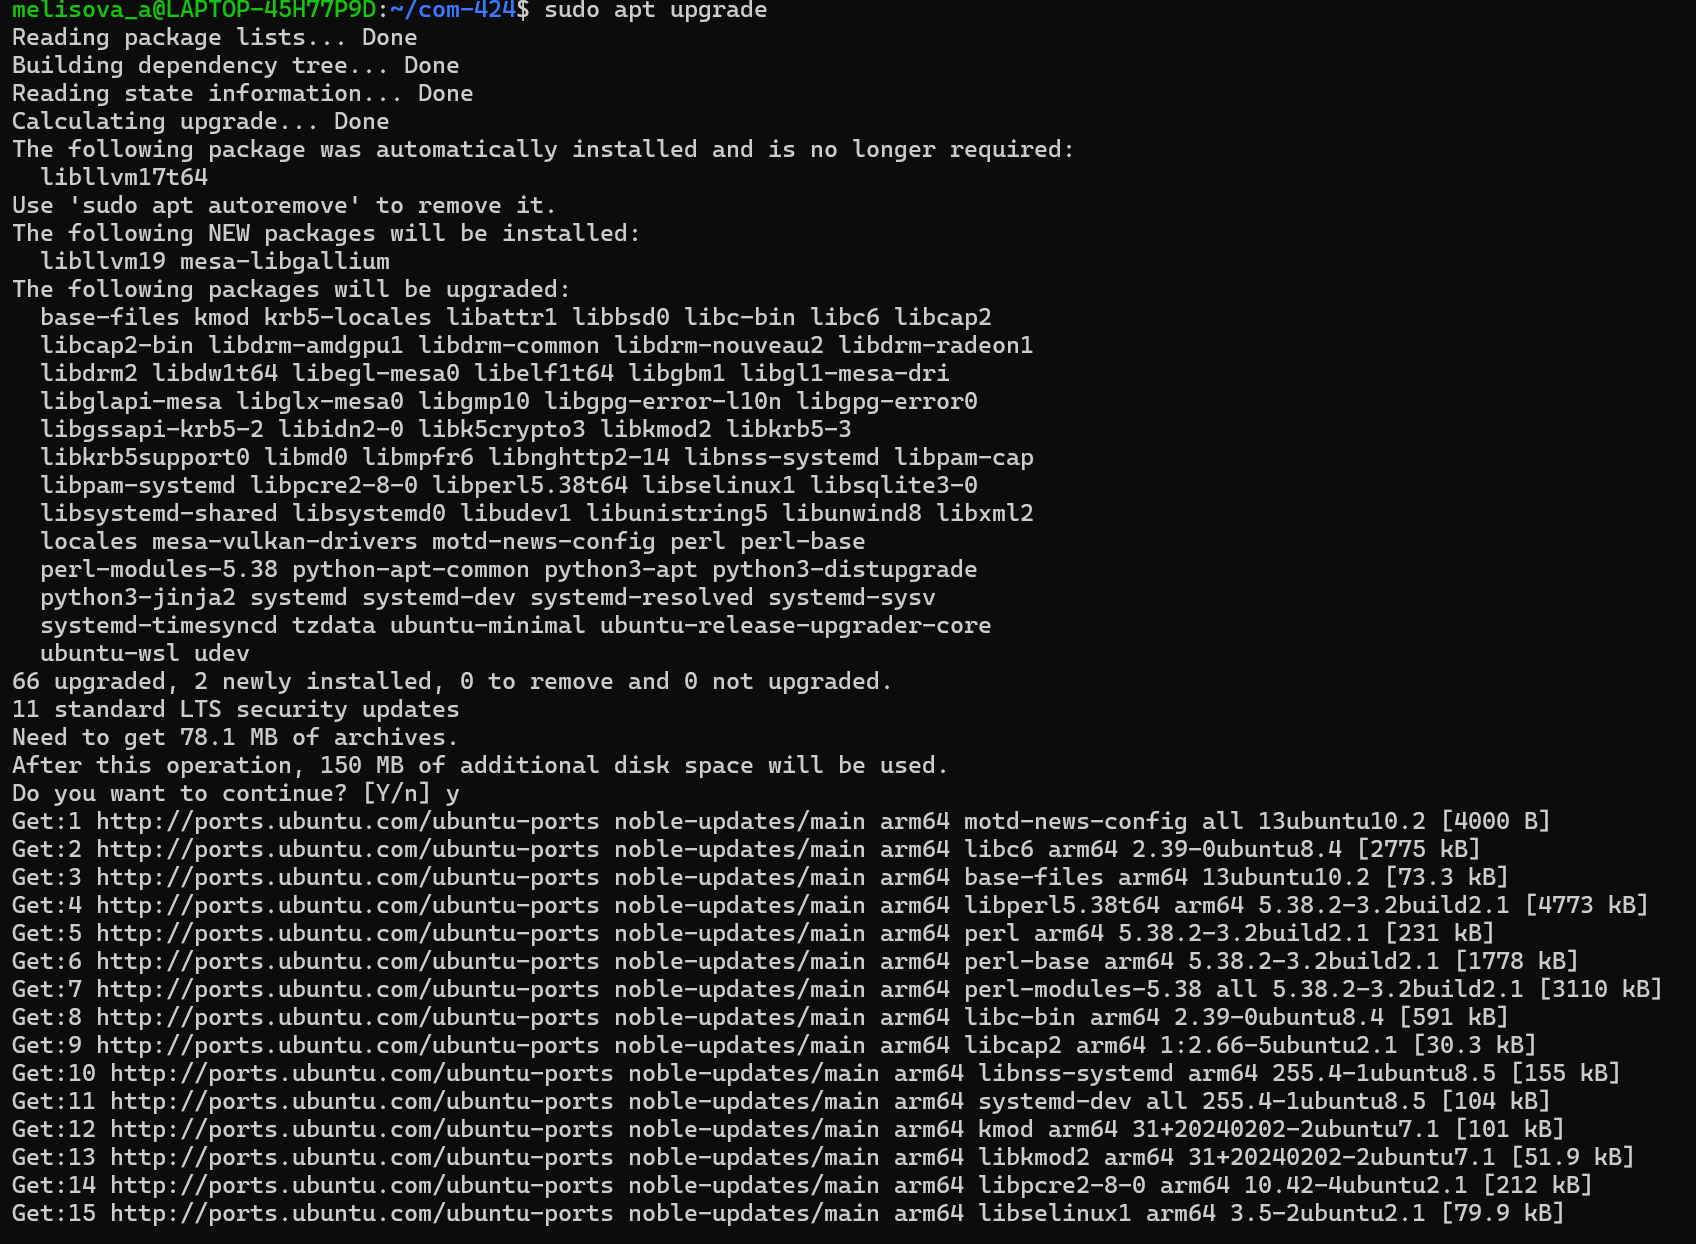 melisova_a@LAPTOP-45H77P9D:~/com-424$ sudo apt upgrade
Reading package lists... Done
Building dependency tree... Done
Reading state information... Done
Calculating upgrade... Done
The following package was automatically installed and is no longer required:
  libllvm17t64
Use 'sudo apt autoremove' to remove it.
The following NEW packages will be installed:
  libllvm19 mesa-libgallium
The following packages will be upgraded:
  base-files kmod krb5-locales libattr1 libbsd0 libc-bin libc6 libcap2
  libcap2-bin libdrm-amdgpu1 libdrm-common libdrm-nouveau2 libdrm-radeon1
  libdrm2 libdw1t64 libegl-mesa0 libelf1t64 libgbm1 libgl1-mesa-dri
  libglapi-mesa libglx-mesa0 libgmp10 libgpg-error-l10n libgpg-error0
  libgssapi-krb5-2 libidn2-0 libk5crypto3 libkmod2 libkrb5-3
  libkrb5support0 libmd0 libmpfr6 libnghttp2-14 libnss-systemd libpam-cap
  libpam-systemd libpcre2-8-0 libperl5.38t64 libselinux1 libsqlite3-0
  libsystemd-shared libsystemd0 libudev1 libunistring5 libunwind8 libxml2
  locales mesa-vulkan-drivers motd-news-config perl perl-base
  perl-modules-5.38 python-apt-common python3-apt python3-distupgrade
  python3-jinja2 systemd systemd-dev systemd-resolved systemd-sysv
  systemd-timesyncd tzdata ubuntu-minimal ubuntu-release-upgrader-core
  ubuntu-wsl udev
66 upgraded, 2 newly installed, 0 to remove and 0 not upgraded.
11 standard LTS security updates
Need to get 78.1 MB of archives.
After this operation, 150 MB of additional disk space will be used.
Do you want to continue? [Y/n] y
Get:1 http://ports.ubuntu.com/ubuntu-ports noble-updates/main arm64 motd-news-config all 13ubuntu10.2 [4000 B]
Get:2 http://ports.ubuntu.com/ubuntu-ports noble-updates/main arm64 libc6 arm64 2.39-0ubuntu8.4 [2775 kB]
Get:3 http://ports.ubuntu.com/ubuntu-ports noble-updates/main arm64 base-files arm64 13ubuntu10.2 [73.3 kB]
Get:4 http://ports.ubuntu.com/ubuntu-ports noble-updates/main arm64 libperl5.38t64 arm64 5.38.2-3.2build2.1 [4773 kB]
Get:5 http://ports.ubuntu.com/ubuntu-ports noble-updates/main arm64 perl arm64 5.38.2-3.2build2.1 [231 kB]
Get:6 http://ports.ubuntu.com/ubuntu-ports noble-updates/main arm64 perl-base arm64 5.38.2-3.2build2.1 [1778 kB]
Get:7 http://ports.ubuntu.com/ubuntu-ports noble-updates/main arm64 perl-modules-5.38 all 5.38.2-3.2build2.1 [3110 kB]
Get:8 http://ports.ubuntu.com/ubuntu-ports noble-updates/main arm64 libc-bin arm64 2.39-0ubuntu8.4 [591 kB]
Get:9 http://ports.ubuntu.com/ubuntu-ports noble-updates/main arm64 libcap2 arm64 1:2.66-5ubuntu2.1 [30.3 kB]
Get:10 http://ports.ubuntu.com/ubuntu-ports noble-updates/main arm64 libnss-systemd arm64 255.4-1ubuntu8.5 [155 kB]
Get:11 http://ports.ubuntu.com/ubuntu-ports noble-updates/main arm64 systemd-dev all 255.4-1ubuntu8.5 [104 kB]
Get:12 http://ports.ubuntu.com/ubuntu-ports noble-updates/main arm64 kmod arm64 31+20240202-2ubuntu7.1 [101 kB]
Get:13 http://ports.ubuntu.com/ubuntu-ports noble-updates/main arm64 libkmod2 arm64 31+20240202-2ubuntu7.1 [51.9 kB]
Get:14 http://ports.ubuntu.com/ubuntu-ports noble-updates/main arm64 libpcre2-8-0 arm64 10.42-4ubuntu2.1 [212 kB]
Get:15 http://ports.ubuntu.com/ubuntu-ports noble-updates/main arm64 libselinux1 arm64 3.5-2ubuntu2.1 [79.9 kB]